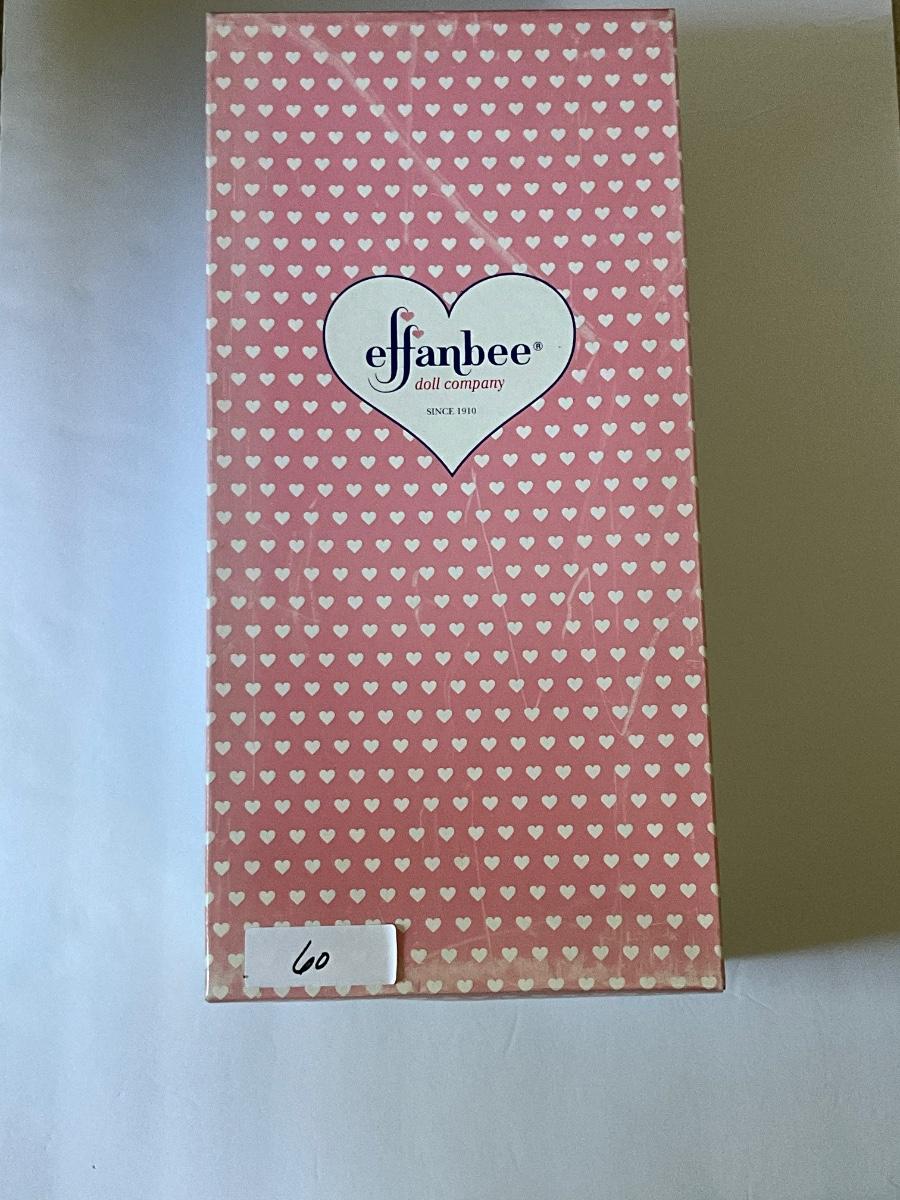 effanbee®
doll company
SINCE 1910
60